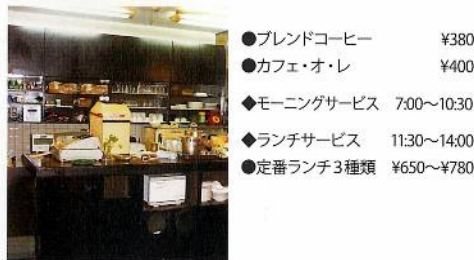 ●ブレンドコーヒー ¥380
●カフェ・オ・レ ¥400
◆モーニングサービス 7:00〜10:30
◆ランチサービス 11:30〜14:00
●定番ランチ3種類 ¥650〜¥780